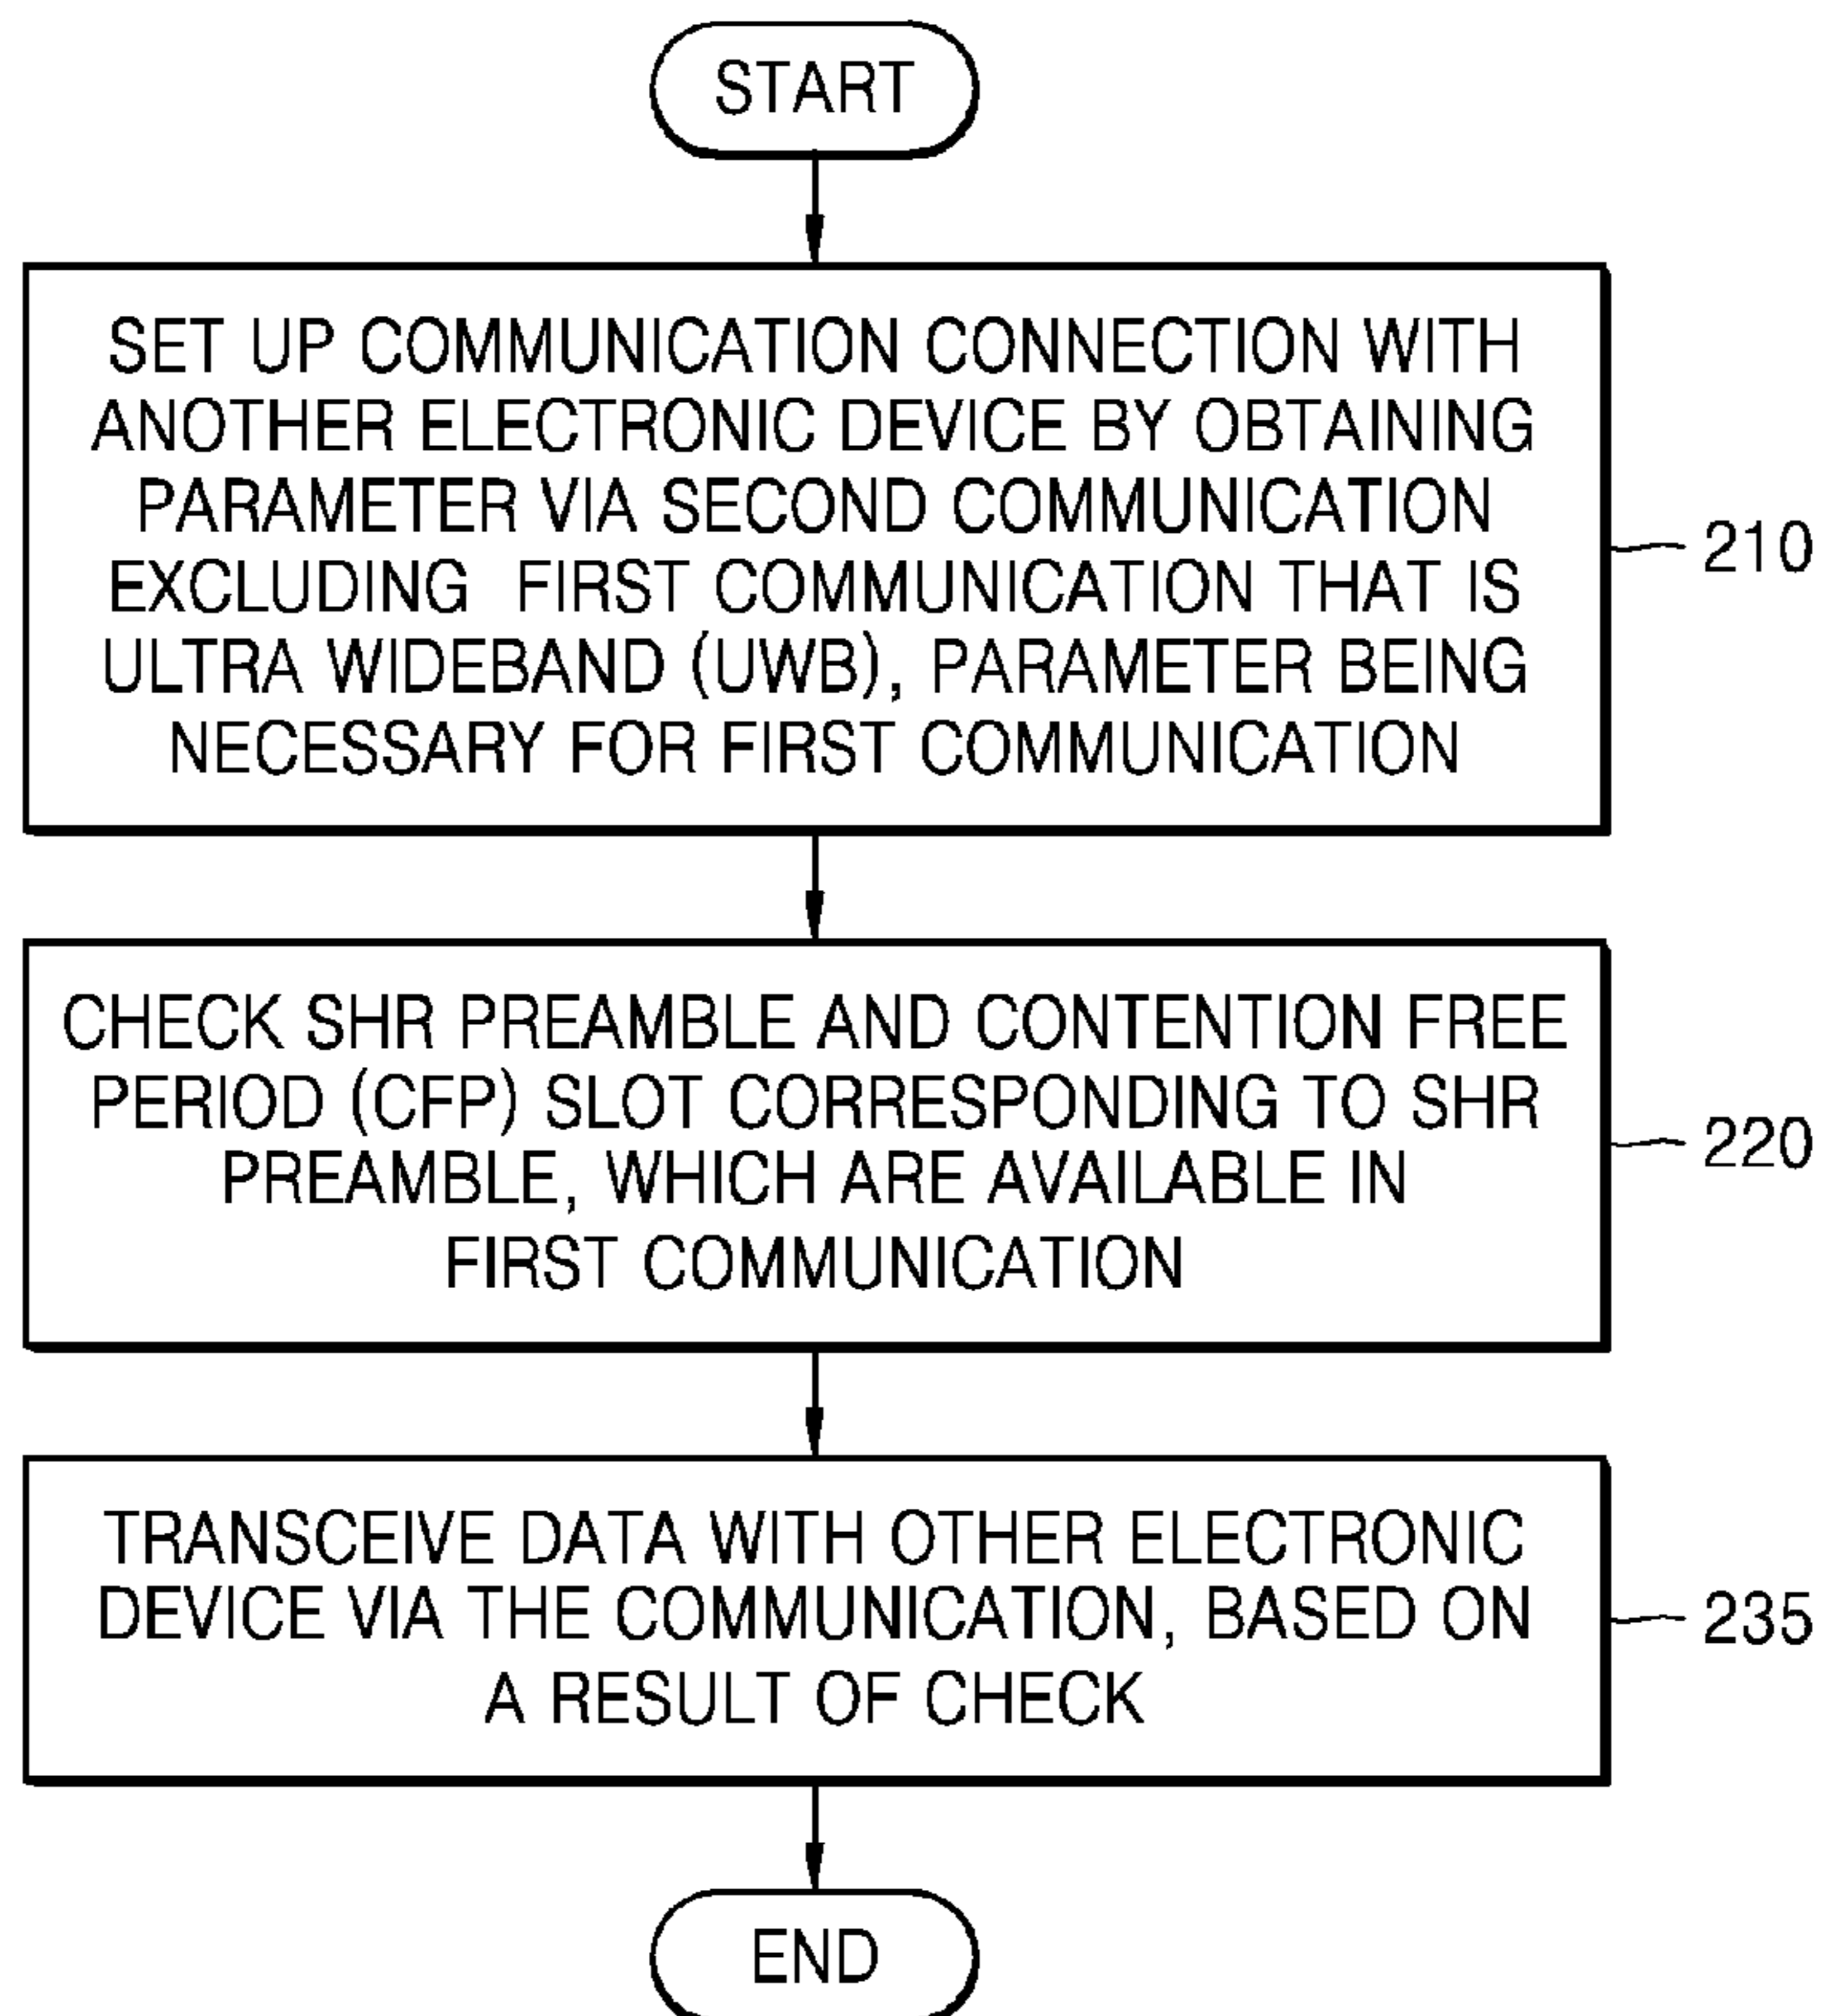 START
SET UP COMMUNICATION CONNECTION WITH
ANOTHER ELECTRONIC DEVICE BY OBTAINING
PARAMETER VIA SECOND COMMUNICATION
EXCLUDING FIRST COMMUNICATION THAT IS
ULTRA WIDEBAND (UWB), PARAMETER BEING
NECESSARY FOR FIRST COMMUNICATION
210
CHECK SHR PREAMBLE AND CONTENTION FREE
PERIOD (CFP) SLOT CORRESPONDING TO SHR
PREAMBLE, WHICH ARE AVAILABLE IN
FIRST COMMUNICATION
220
TRANSCEIVE DATA WITH OTHER ELECTRONIC
DEVICE VIA THE COMMUNICATION, BASED ON
A RESULT OF CHECK
235
END